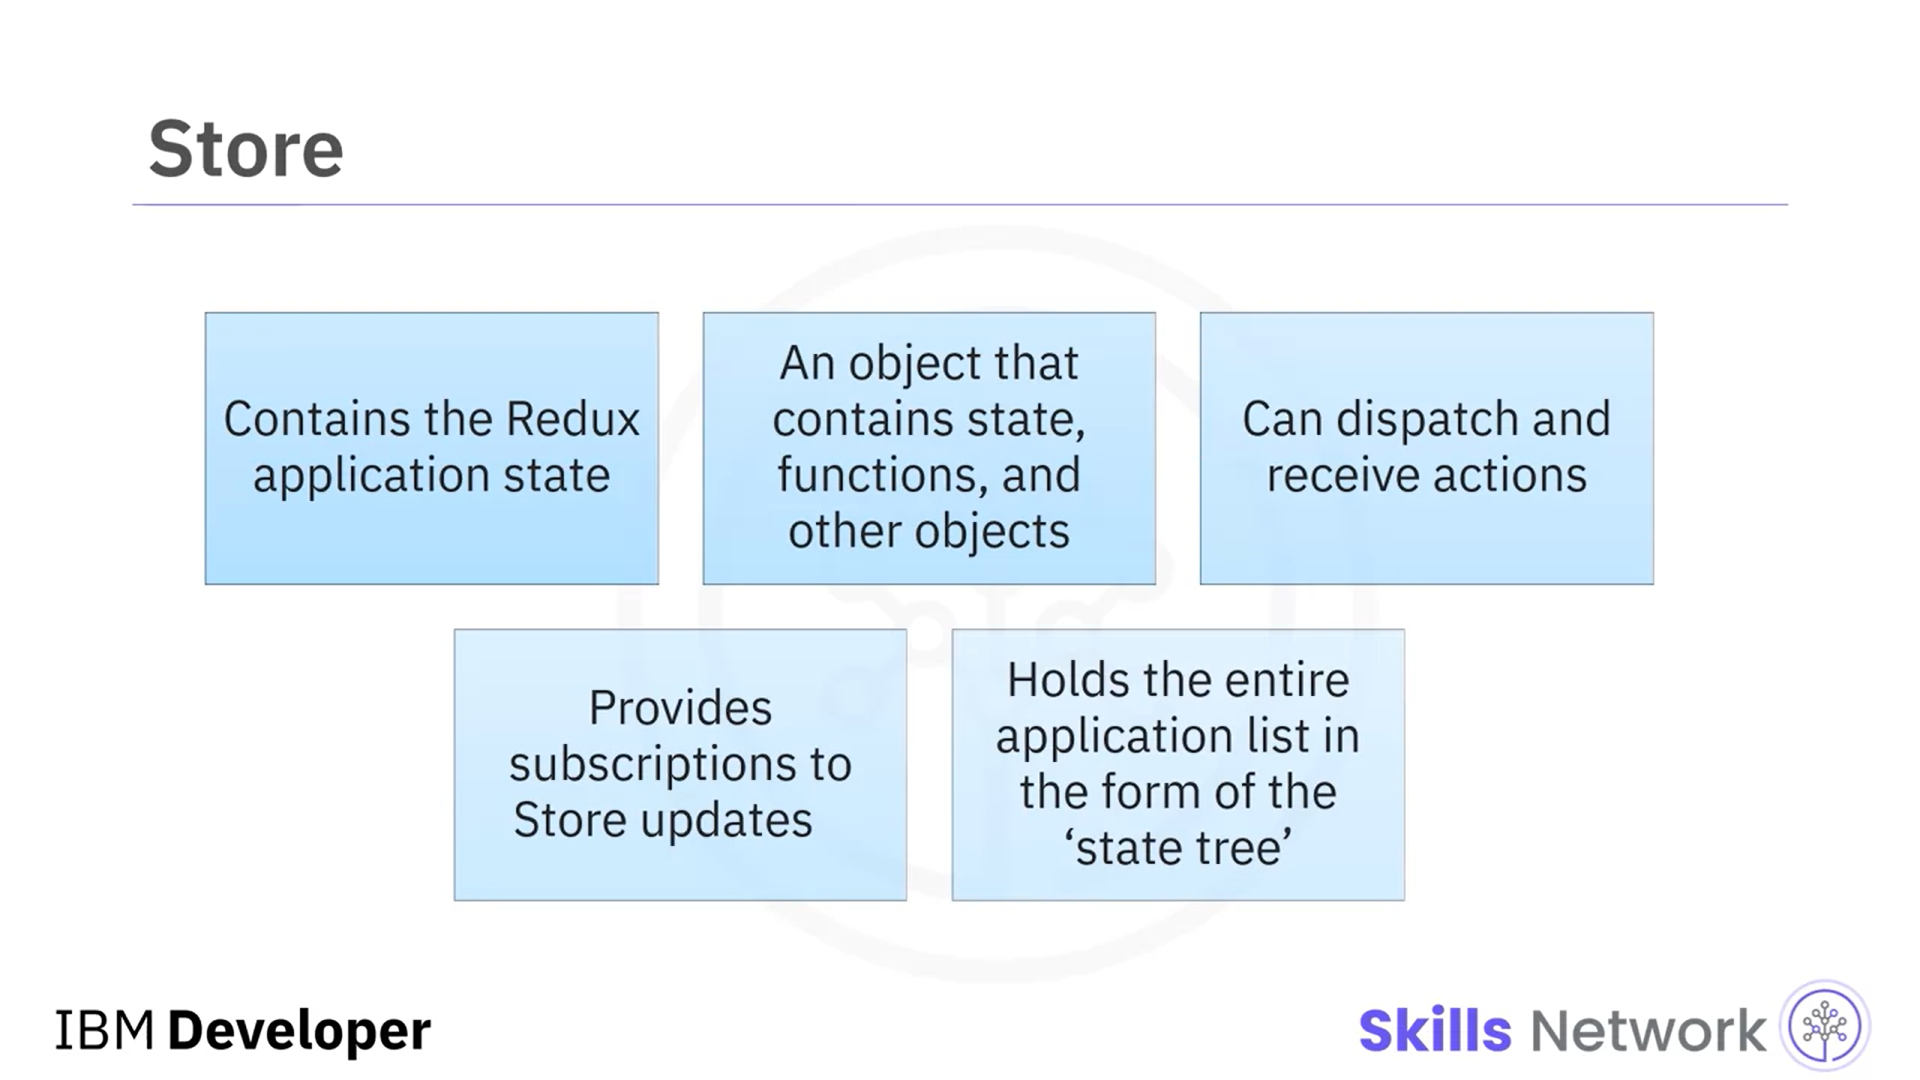 Store
Contains the Redux
application state
An object that
contains state,
functions, and
other objects
Can dispatch and
receive actions
Provides
subscriptions to
Store updates
Holds the entire
application list in
the form of the
‘state tree’
IBM Developer
Skills Network